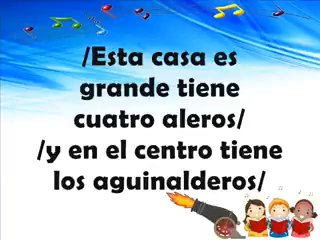 /Esta casa es
grande tiene
cuatro aleros/
/y en el centro tiene
los aguinalderos/